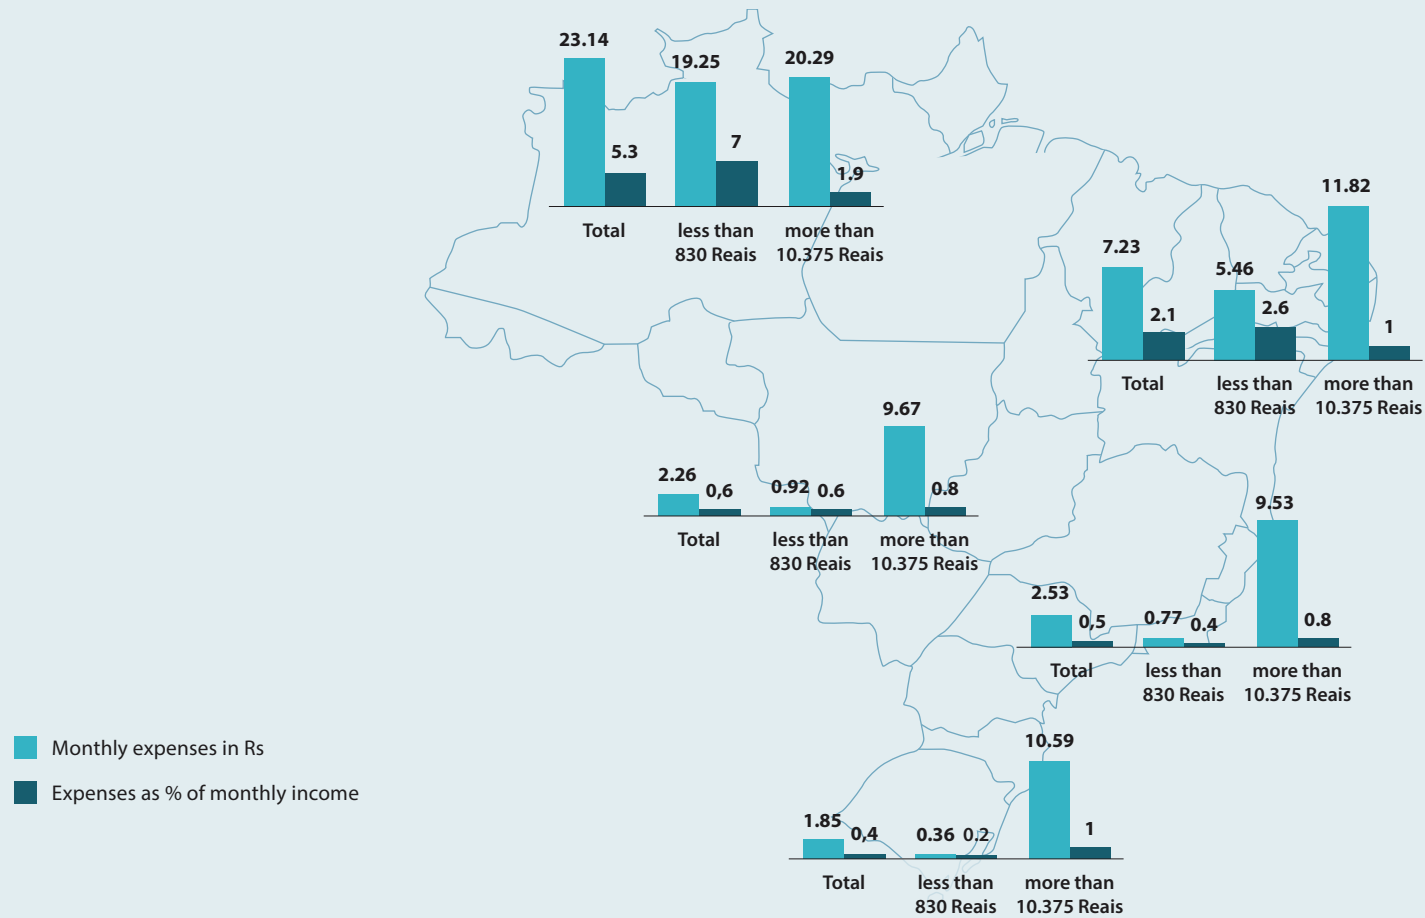 23.14
19.25
20.29
5.3
7
1.9
Total
less than
830 Reais
more than
10.375 Reais
11.82
7.23
5.46
2.1
2.6
1
Total
less than
830 Reais
more than
10.375 Reais
9.67
2.26
0,6
0.92
0.6
0.8
Total
less than
830 Reais
more than
10.375 Reais
9.53
2.53
0,5
0.77
0.4
0.8
Total
less than
830 Reais
more than
10.375 Reais
Monthly expenses in Rs
Expenses as % of monthly income
10.59
1.85
0,4
0.36
0.2
1
Total
less than
830 Reais
more than
10.375 Reais